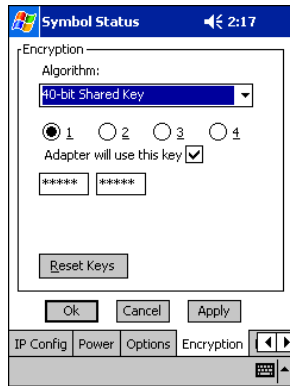 Symbol Status 2:17
Encryption
Algorithm:
40-bit Shared Key
1 2 3 4
Adapter will use this key
***** *****
Reset Keys
Ok Cancel Apply
IP Config Power Options Encryption